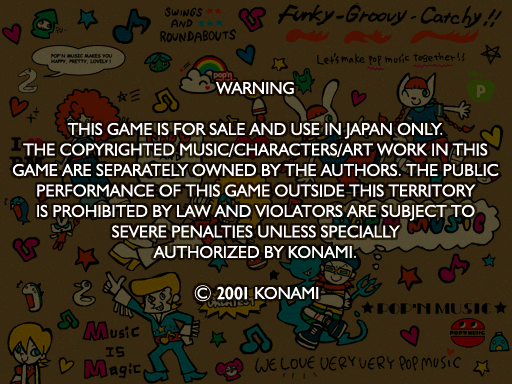 SWINGS
AND
ROUNDABOUTS
Funky-Groovy-Catchy!!
POP'N MUSIC MAKES YOU
HAPPY, PRETTY, LOVELY!
Let's make pop music together!!
pop'n
WARNING
THIS GAME IS FOR SALE AND USE IN JAPAN ONLY.
THE COPYRIGHTED MUSIC/CHARACTERS/ART WORK IN THIS
GAME ARE SEPARATELY OWNED BY THE AUTHORS. THE PUBLIC
PERFORMANCE OF THIS GAME OUTSIDE THIS TERRITORY
IS PROHIBITED BY LAW AND VIOLATORS ARE SUBJECT TO
SEVERE PENALTIES UNLESS SPECIALLY
AUTHORIZED BY KONAMI.
© 2001 KONAMI
★POP'N MUSIC★
POP'N MUSIC
Music
IS
Magic
WE LOVE VERY VERY POP MUSIC